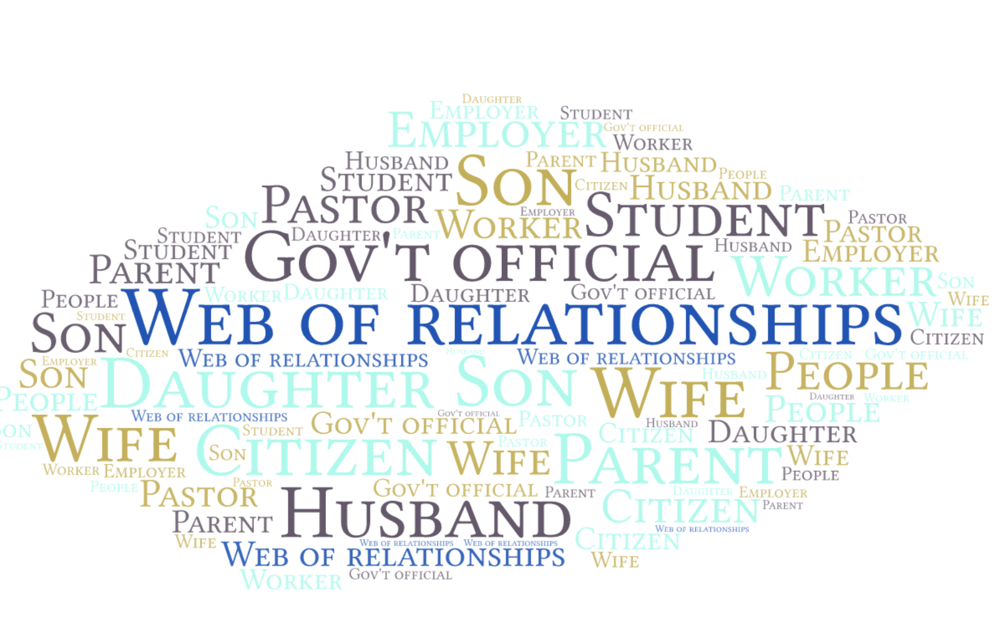 Daughter
Employer
Student
Employer
Gov't official
Worker
Husband
Son
Parent
Husband
People
Student
Citizen
Husband
Parent
Pastor
Student
Son
Worker
Employer
Pastor
Student
Daughter
Parent
Pastor
Student
Gov't official
Husband
Employer
Parent
Worker
Son
People
Worker
Daughter
Daughter
Gov't official
Wife
Student
Web of relationships
Wife
Son
Citizen
Citizen
Web of relationships
Husband
Web of relationships
Citizen
Gov't official
Employer
Son
Daughter
Son
Wife
Husband
People
People
Daughter
Worker
People
Web of relationships
Gov't official
Gov't official
Pastor
Husband
Daughter
on
Student
Wife
Student
Citizen
Son
Citizen
Wife
Pastor
Parent
Wife
People
Worker
Employer
People
Pastor
Pastor
Gov't official
Parent
Daughter
Employer
Husband
Citizen
Parent
Parent
Web of relationships
Wife
Web of relationships
Web of relationships
Citizen
Web of relationships
Wife
Worker
Gov't official